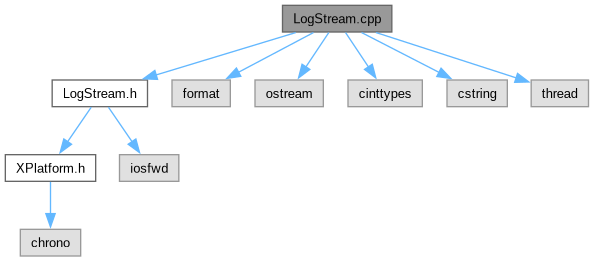 LogStream.cpp
LogStream.h
format
ostream
cinttypes
cstring
thread
XPlatform.h
iosfwd
chrono